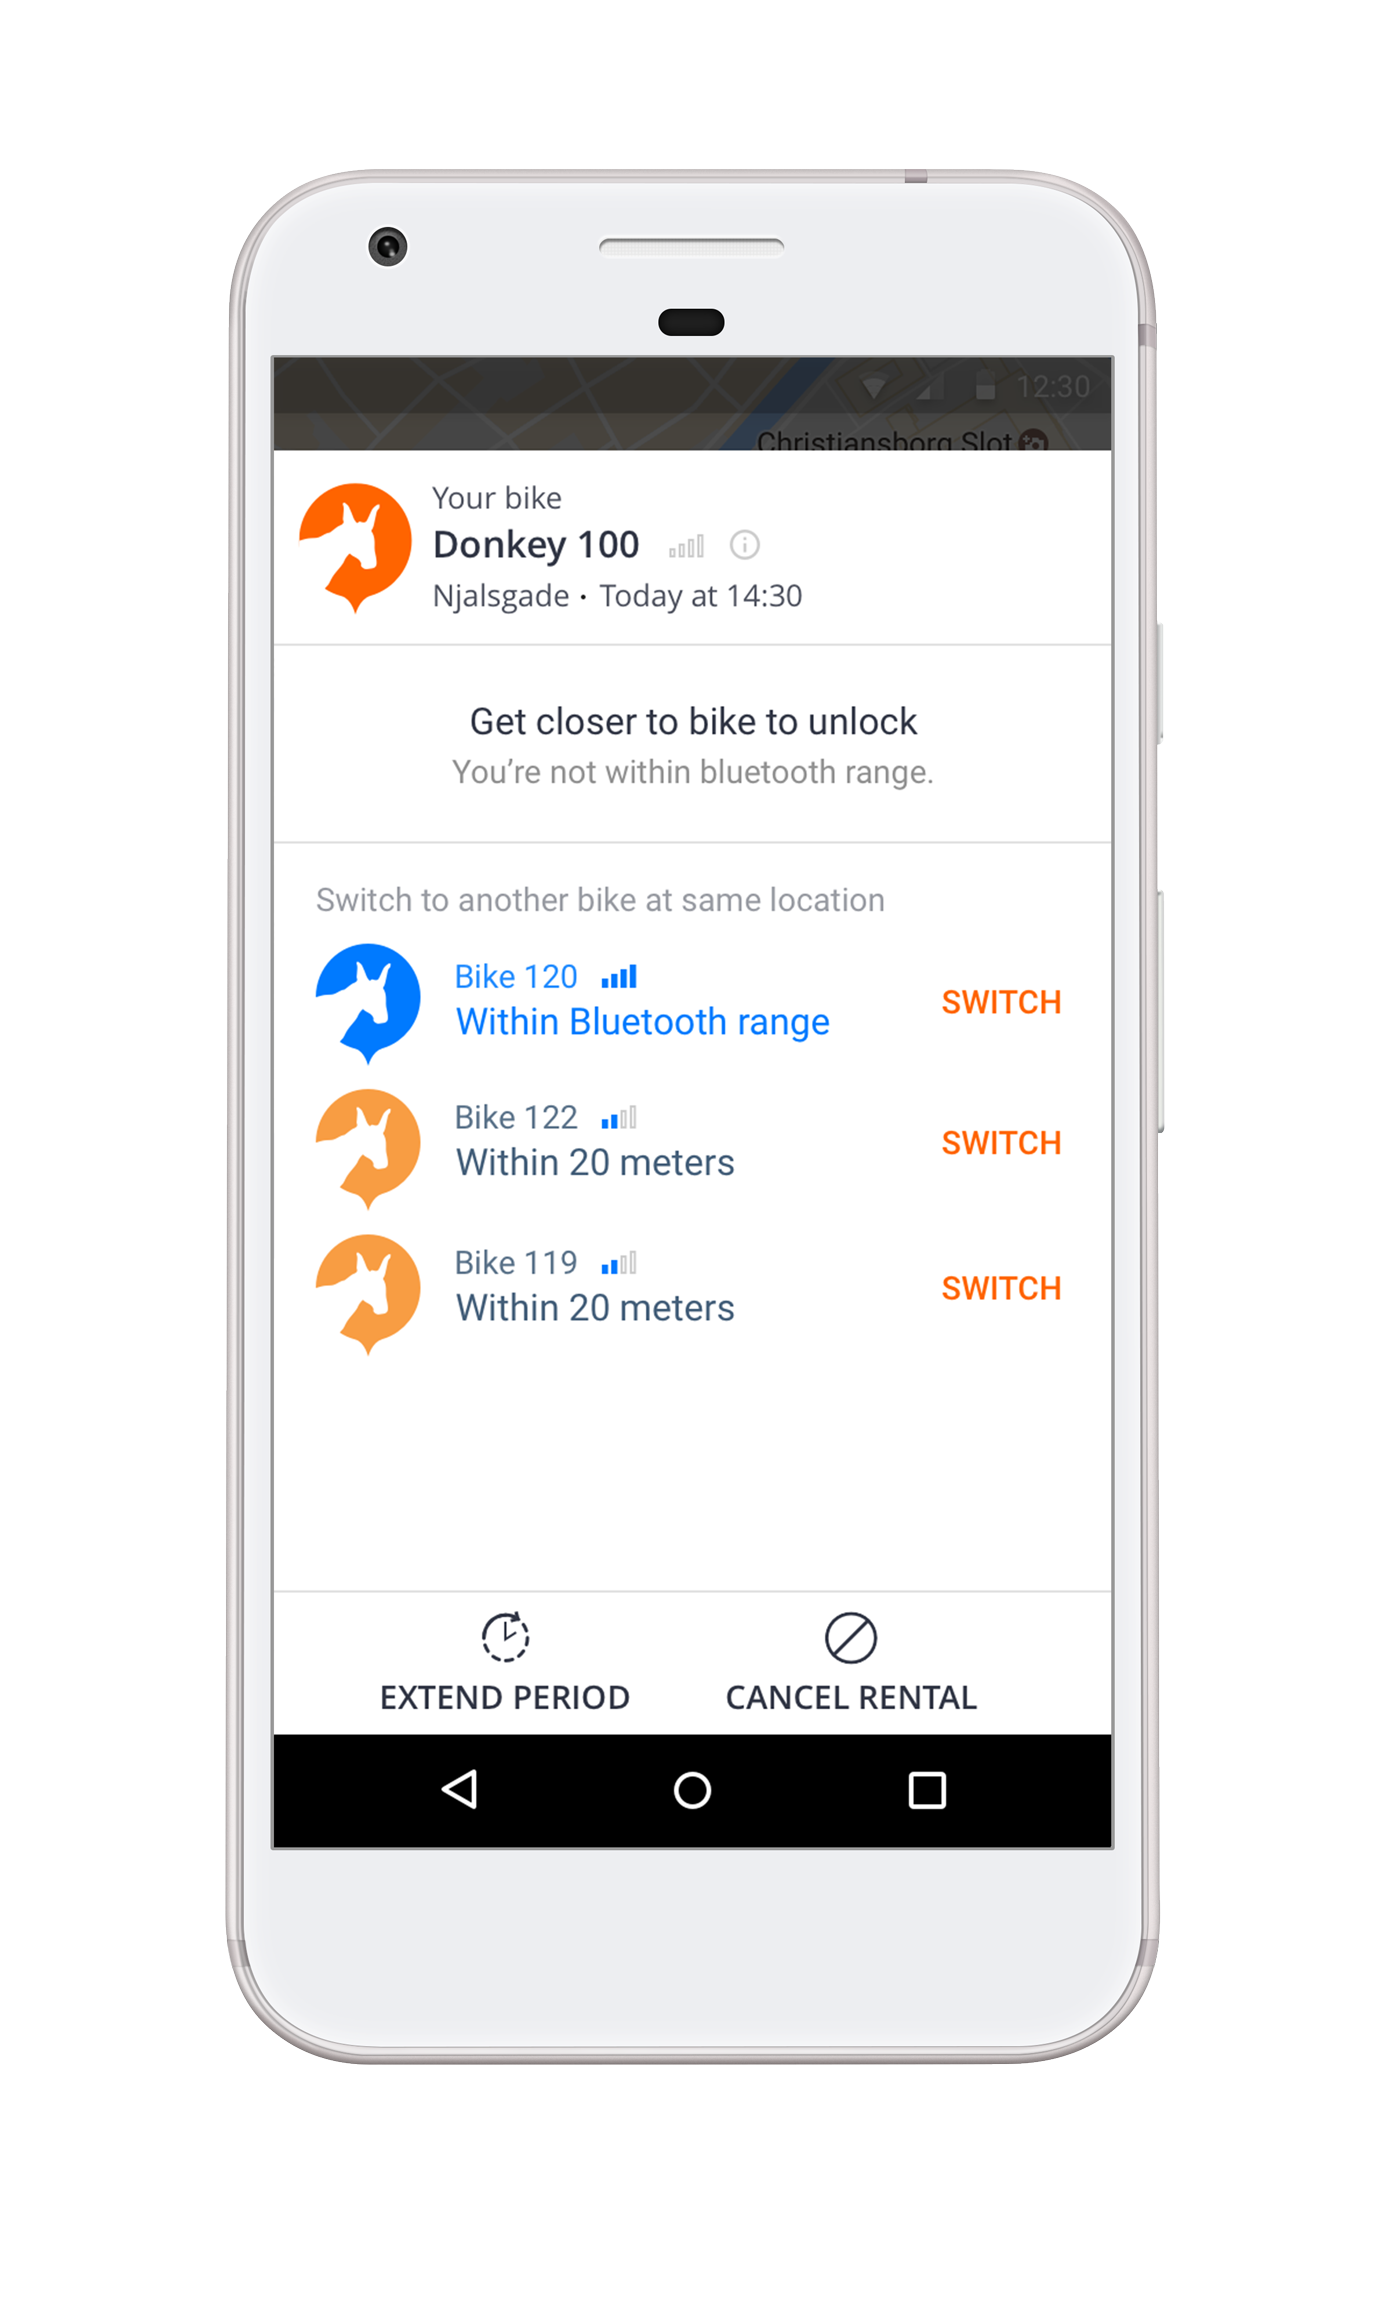 12:30
Christiansborg Slot
Your bike
Donkey 100
Njalsgade · Today at 14:30
Get closer to bike to unlock
You’re not within bluetooth range.
Switch to another bike at same location
Bike 120
Within Bluetooth range
SWITCH
Bike 122
Within 20 meters
SWITCH
Bike 119
Within 20 meters
SWITCH
EXTEND PERIOD
CANCEL RENTAL